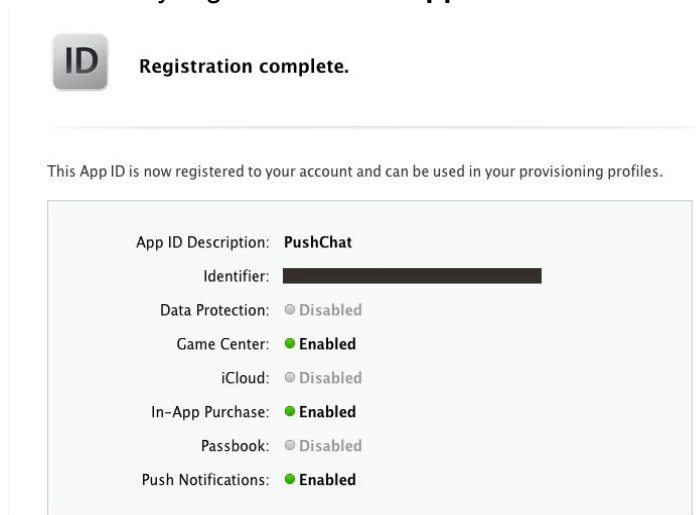 ID
Registration complete.
This App ID is now registered to your account and can be used in your provisioning profiles.
App ID Description: PushChat
Identifier:
Data Protection: Disabled
Game Center: Enabled
iCloud: Disabled
In-App Purchase: Enabled
Passbook: Disabled
Push Notifications: Enabled